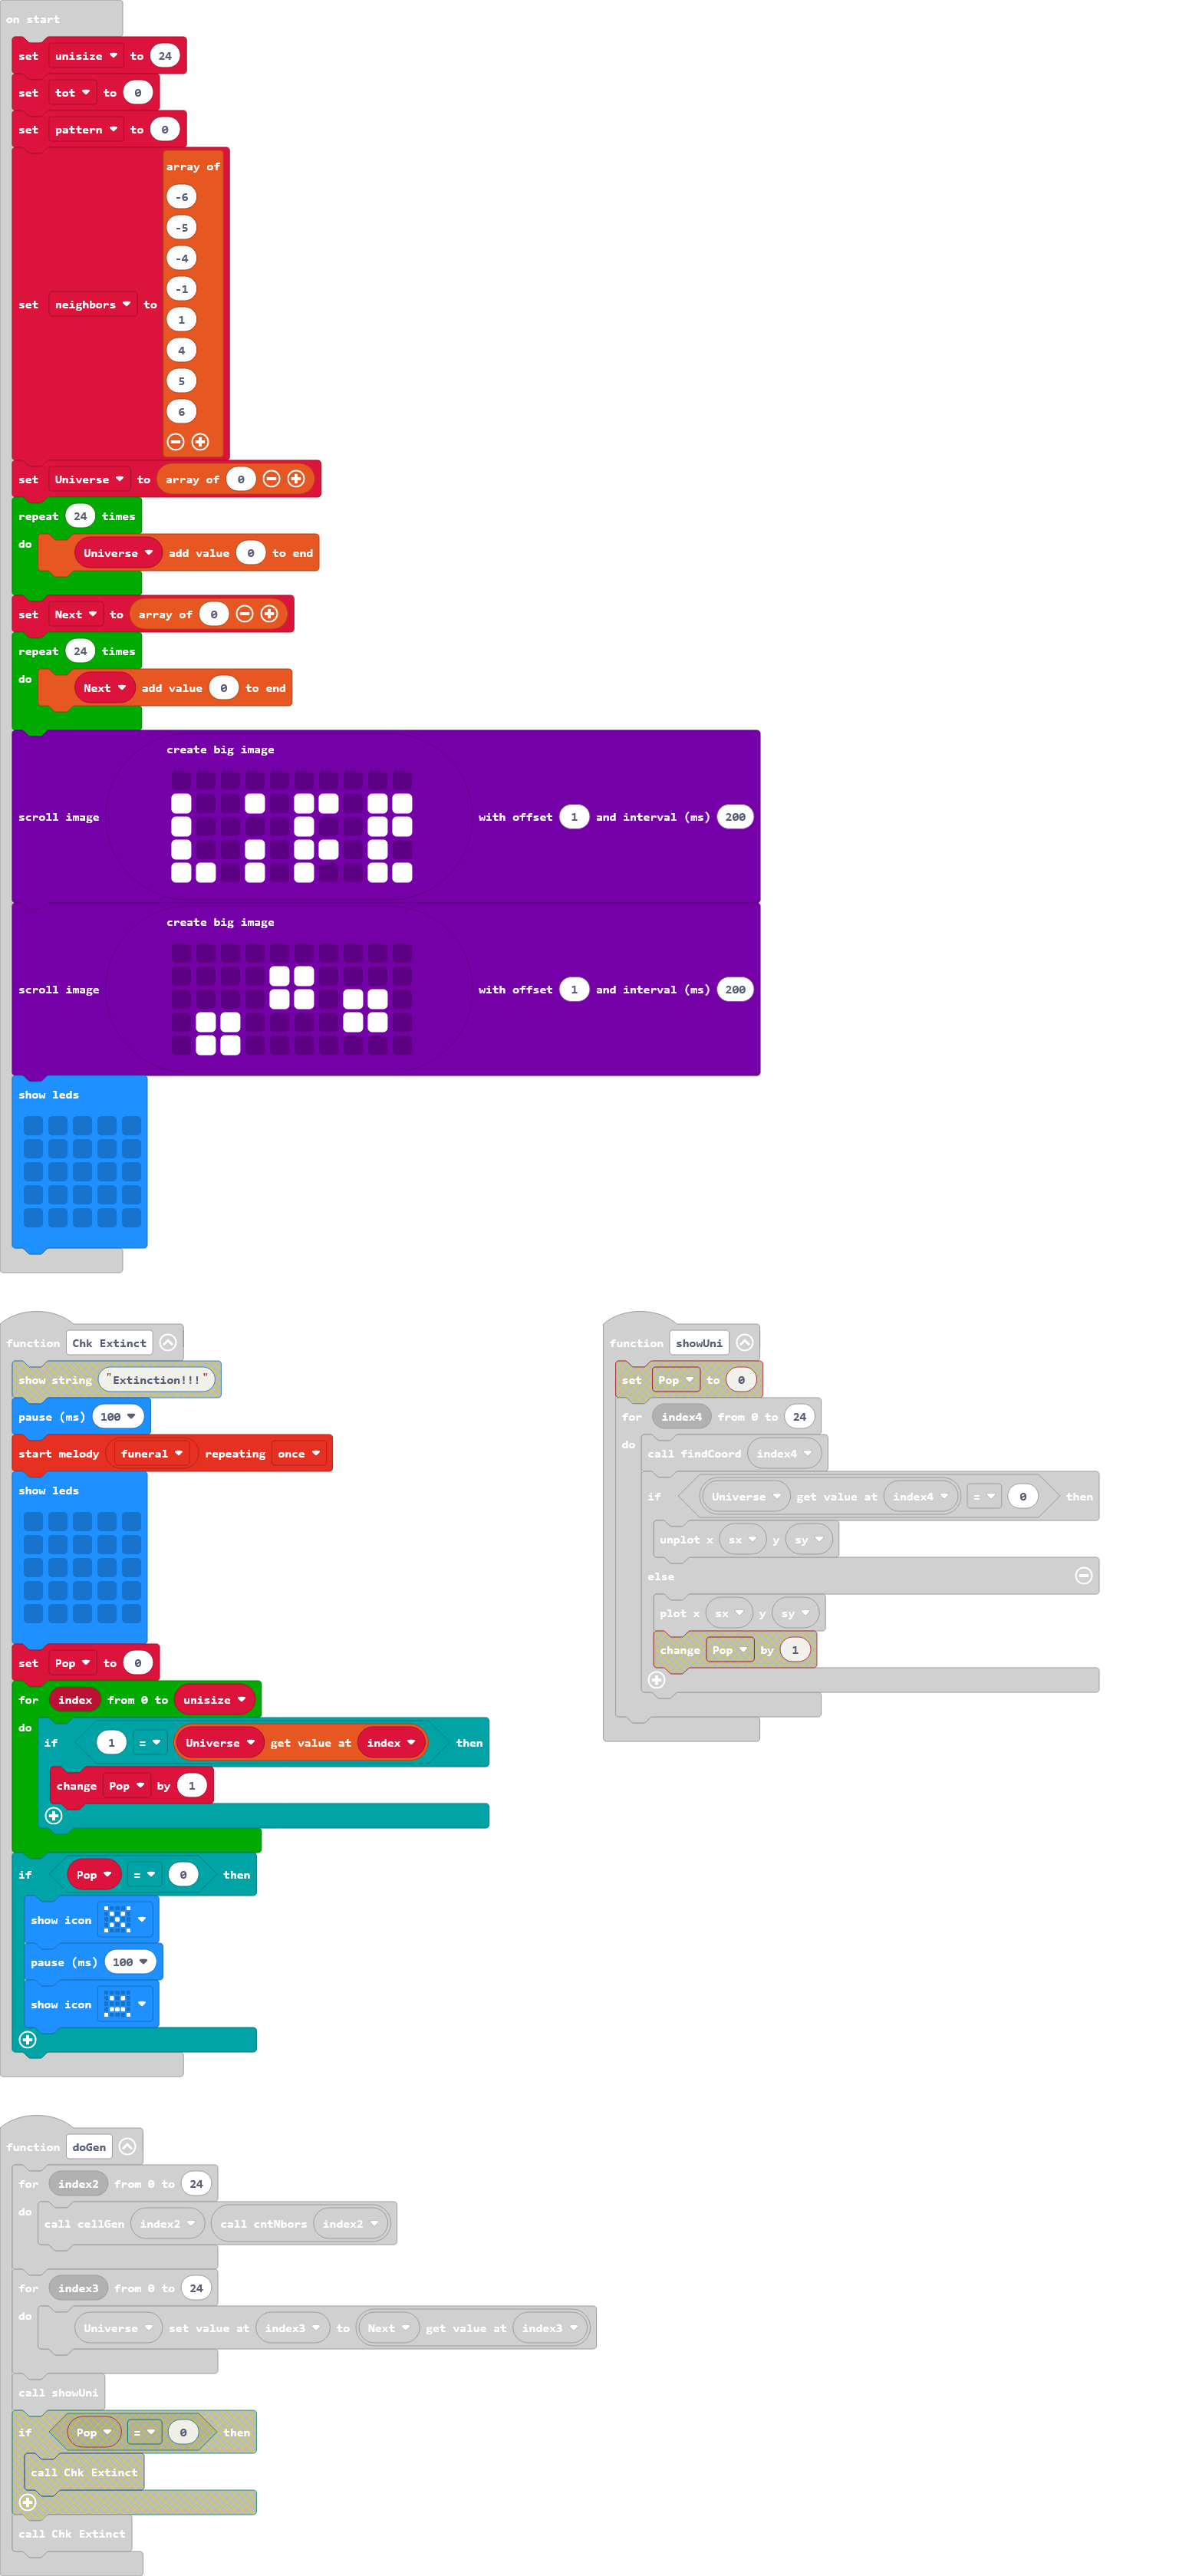 on start
set unisize to 24
set tot to 0
set pattern to 0
set neighbors to array of
-6
-5
-4
-1
1
4
5
6
set Universe to array of 0
repeat 24 times
do Universe add value 0 to end
set Next to array of 0
repeat 24 times
do Next add value 0 to end
scroll image create big image with offset 1 and interval (ms) 200
scroll image create big image with offset 1 and interval (ms) 200
show leds
function Chk Extinct
show string "Extinction!!!"
pause (ms) 100
start melody funeral repeating once
show leds
set Pop to 0
for index from 0 to unisize
do if 1 = Universe get value at index then
change Pop by 1
if Pop = 0 then
show icon
pause (ms) 100
show icon
function showUni
set Pop to 0
for index4 from 0 to 24
do call findCoord index4
if Universe get value at index4 = 0 then
unplot x sx y sy
else
plot x sx y sy
change Pop by 1
function doGen
for index2 from 0 to 24
do call cellGen index2 call cntNbors index2
for index3 from 0 to 24
do Universe set value at index3 to Next get value at index3
call showUni
if Pop = 0 then
call Chk Extinct
call Chk Extinct